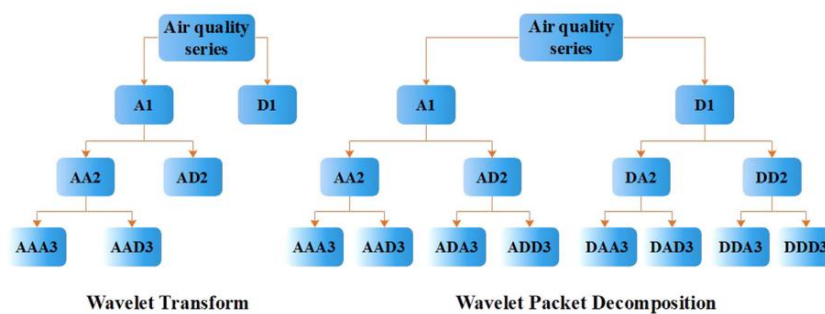 Air quality
series
A1
D1
AA2
AD2
AAA3
AAD3
Wavelet Transform
Air quality
series
A1
D1
AA2
AD2
DA2
DD2
AAA3
AAD3
ADA3
ADD3
DAA3
DAD3
DDA3
DDD3
Wavelet Packet Decomposition